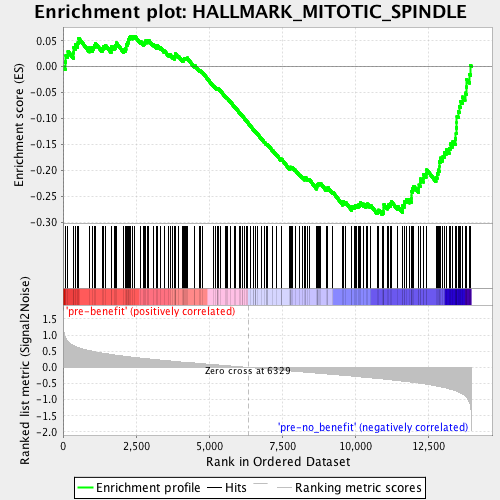 Enrichment plot: HALLMARK_MITOTIC_SPINDLE
Enrichment score (ES)
0.05
0.00
-0.05
-0.10
-0.15
-0.20
-0.25
-0.30
'pre-benefit' (positively correlated)
Ranked list metric (Signal2Noise)
1.5
1.0
0.5
0.0
-0.5
-1.0
-1.5
-2.0
Zero cross at 6329
'pre-no_benefit' (negatively correlated)
0
2,500
5,000
7,500
10,000
12,500
Rank in Ordered Dataset
Enrichment profile
Hits
Ranking metric scores